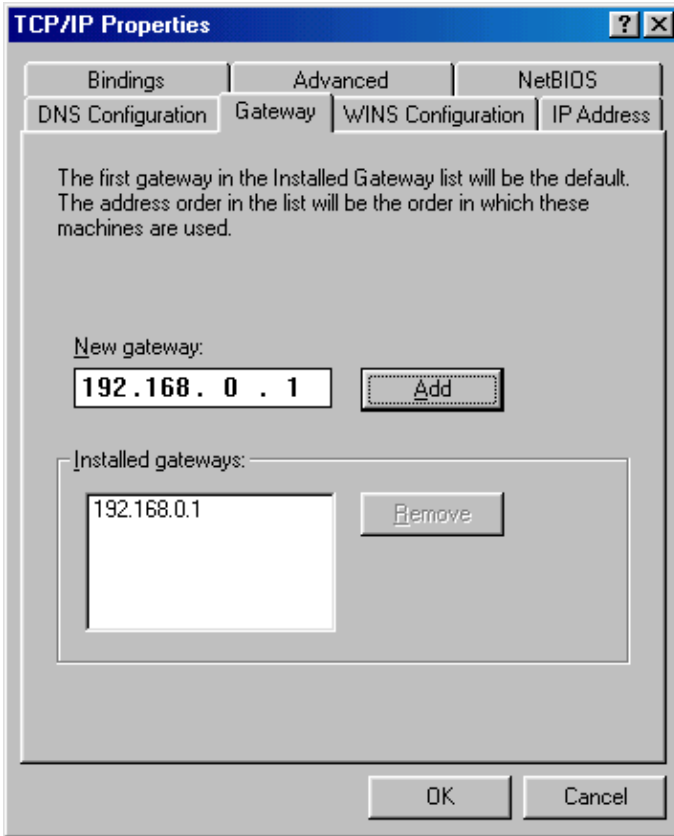 TCP/IP Properties
? X
Bindings Advanced NetBIOS
DNS Configuration Gateway WINS Configuration IP Address
The first gateway in the Installed Gateway list will be the default.
The address order in the list will be the order in which these
machines are used.
New gateway:
192.168. 0 . 1 Add
Installed gateways:
192.168.0.1 Remove
OK Cancel